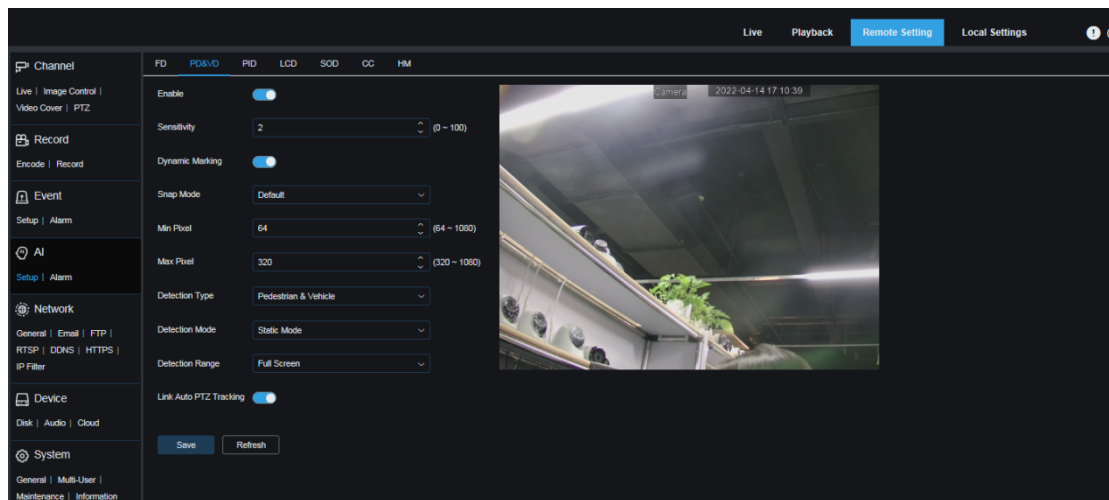 Live Playback Remote Setting Local Settings
Channel
Live | Image Control |
Video Cover | PTZ
Record
Encode | Record
Event
Setup | Alarm
AI
Setup | Alarm
Network
General | Email | FTP |
RTSP | DDNS | HTTPS |
IP Filter
Device
Disk | Audio | Cloud
System
General | Multi-User |
Maintenance | Information
FD PD&VD PID LCD SOD CC HM
Enable
Sensitivity 2 (0 ~ 100)
Dynamic Marking
Snap Mode Default
Min Pixel 64 (64 ~ 1080)
Max Pixel 320 (320 ~ 1080)
Detection Type Pedestrian & Vehicle
Detection Mode Static Mode
Detection Range Full Screen
Link Auto PTZ Tracking
Save Refresh
Camera 2022-04-14 17:10:39